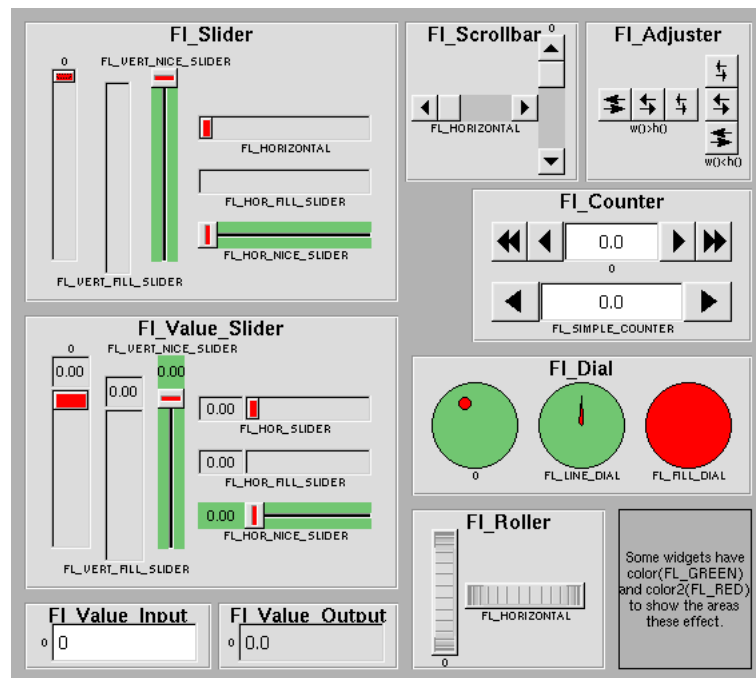 Fl_Slider
0
FL_VERT_NICE_SLIDER
FL_HORIZONTAL
FL_HOR_FILL_SLIDER
FL_HOR_NICE_SLIDER
FL_VERT_FILL_SLIDER
Fl_Scrollbar
0
FL_HORIZONTAL
Fl_Adjuster
w()>h()
w()<h()
Fl_Counter
0.0
0
0.0
FL_SIMPLE_COUNTER
Fl_Value_Slider
0
FL_VERT_NICE_SLIDER
0.00
0.00
0.00
0.00
FL_HOR_SLIDER
0.00
FL_HOR_FILL_SLIDER
0.00
FL_HOR_NICE_SLIDER
FL_VERT_FILL_SLIDER
Fl_Dial
0
FL_LINE_DIAL
FL_FILL_DIAL
Fl_Roller
FL_HORIZONTAL
0
Some widgets have
color(FL_GREEN)
and color2(FL_RED)
to show the areas
these effect.
Fl_Value_Input
0
0
Fl_Value_Output
0
0.0